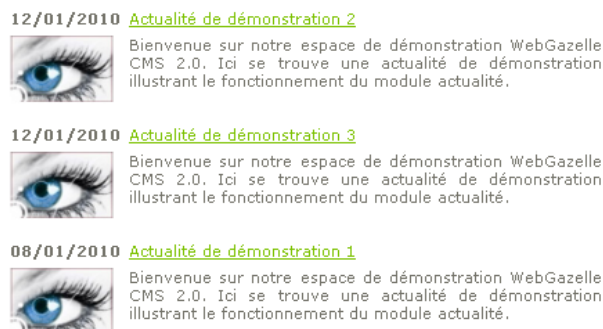 12/01/2010 Actualité de démonstration 2
Bienvenue sur notre espace de démonstration WebGazelle
CMS 2.0. Ici se trouve une actualité de démonstration
illustrant le fonctionnement du module actualité.
12/01/2010 Actualité de démonstration 3
Bienvenue sur notre espace de démonstration WebGazelle
CMS 2.0. Ici se trouve une actualité de démonstration
illustrant le fonctionnement du module actualité.
08/01/2010 Actualité de démonstration 1
Bienvenue sur notre espace de démonstration WebGazelle
CMS 2.0. Ici se trouve une actualité de démonstration
illustrant le fonctionnement du module actualité.